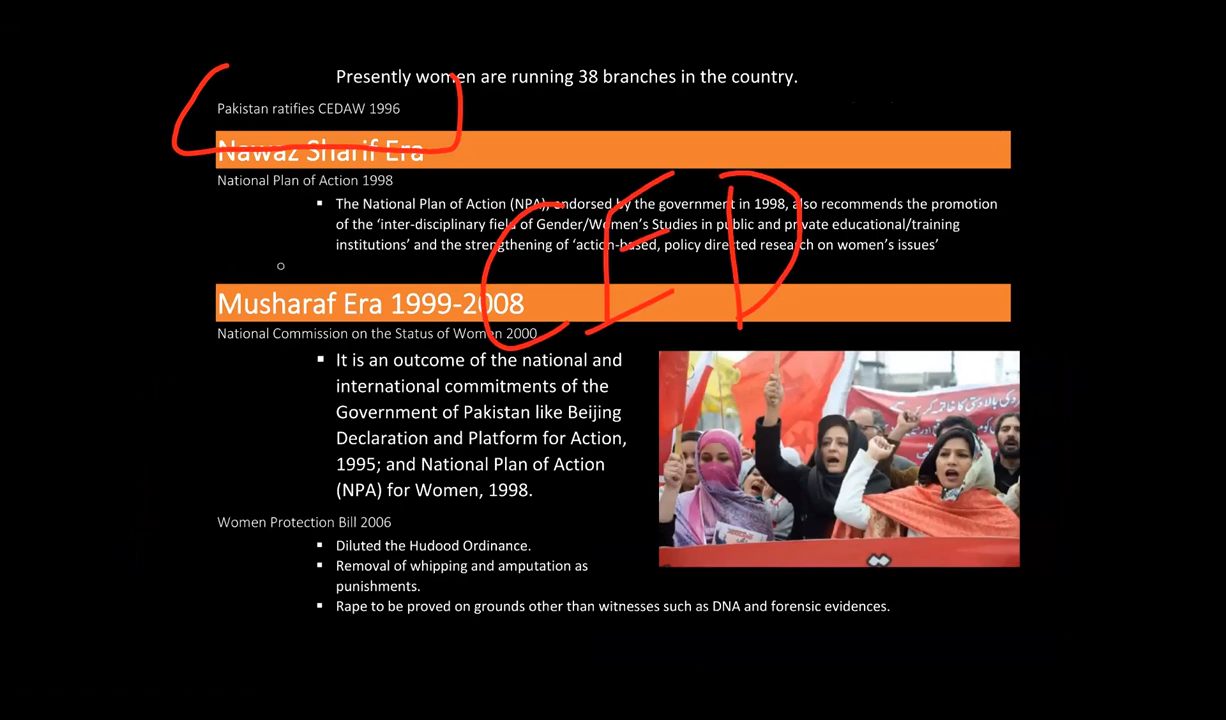 Presently women are running 38 branches in the country.
Pakistan ratifies CEDAW 1996
Nawaz Sharif Era
National Plan of Action 1998
▪ The National Plan of Action (NPA), endorsed by the government in 1998, also recommends the promotion
of the ‘inter-disciplinary field of Gender/Women’s Studies in public and private educational/training
institutions’ and the strengthening of ‘action-based, policy directed research on women’s issues’
CED
Musharaf Era 1999-2008
National Commission on the Status of Women 2000
▪ It is an outcome of the national and
international commitments of the
Government of Pakistan like Beijing
Declaration and Platform for Action,
1995; and National Plan of Action
(NPA) for Women, 1998.
Women Protection Bill 2006
▪ Diluted the Hudood Ordinance.
▪ Removal of whipping and amputation as
punishments.
▪ Rape to be proved on grounds other than witnesses such as DNA and forensic evidences.